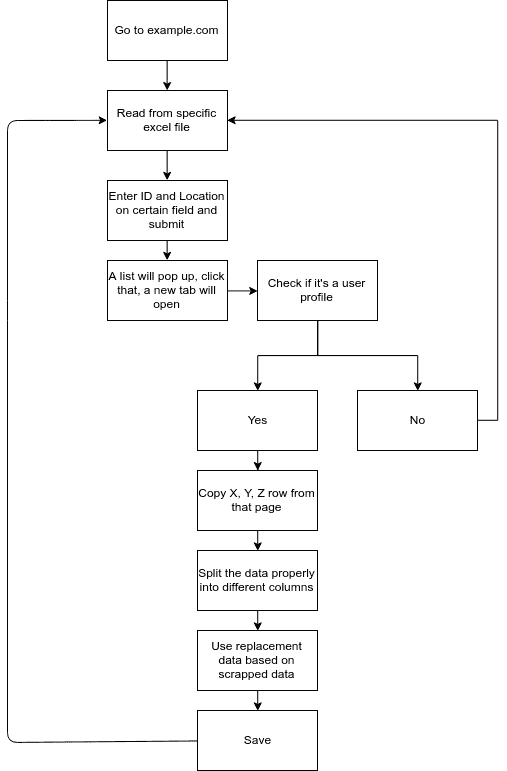 Go to example.com
Read from specific
excel file
Enter ID and Location
on certain field and
submit
A list will pop up, click
that, a new tab will
open
Check if it's a user
profile
Yes
No
Copy X, Y, Z row from
that page
Split the data properly
into different columns
Use replacement
data based on
scrapped data
Save